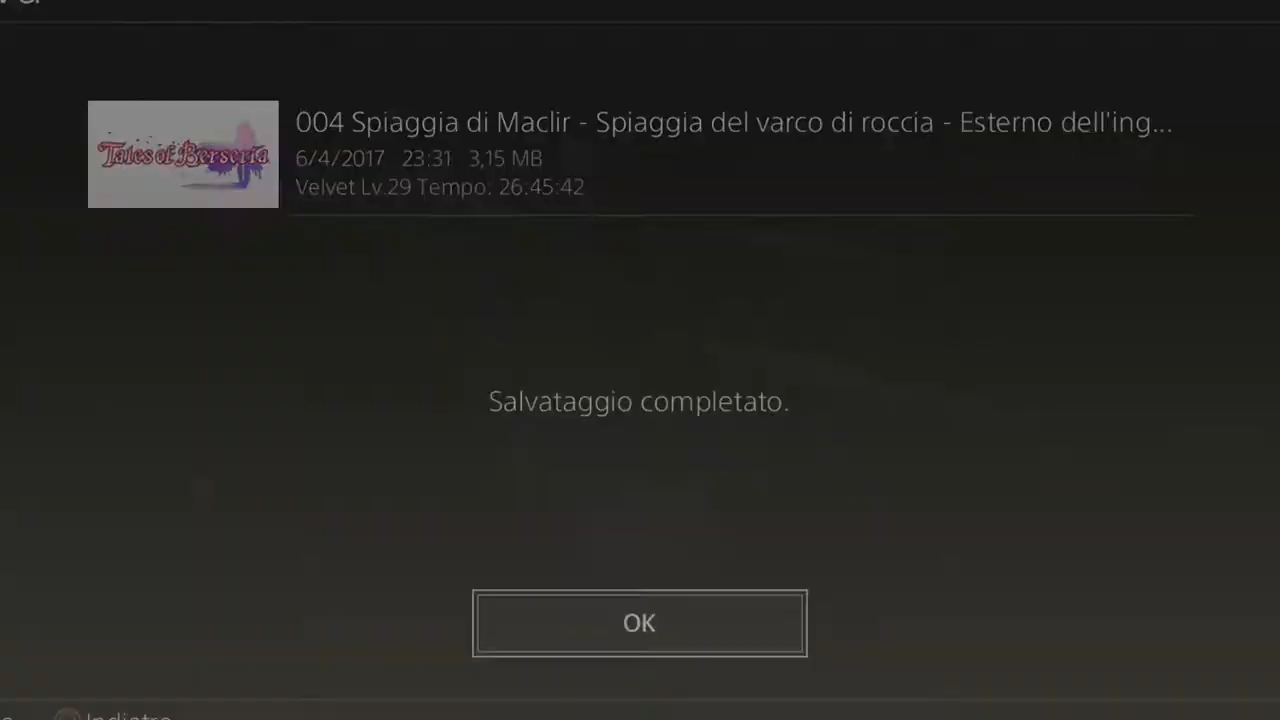 004 Spiaggia di Maclir - Spiaggia del varco di roccia - Esterno dell'ing...
Tales of Berseria
6/4/2017 23:31 3,15 MB
Velvet Lv.29 Tempo. 26:45:42
Salvataggio completato.
OK
Indietro